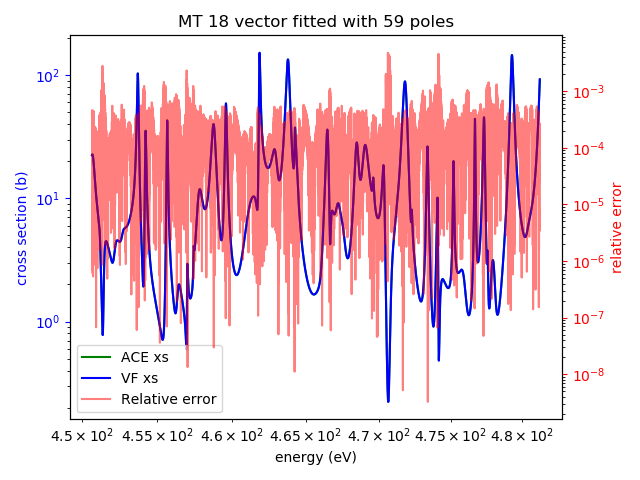 MT 18 vector fitted with 59 poles
cross section (b)
10²
10¹
10⁰
relative error
10⁻³
10⁻⁴
10⁻⁵
10⁻⁶
10⁻⁷
10⁻⁸
ACE xs
VF xs
Relative error
4.5 × 10² 4.55 × 10² 4.6 × 10² 4.65 × 10² 4.7 × 10² 4.75 × 10² 4.8 × 10²
energy (eV)